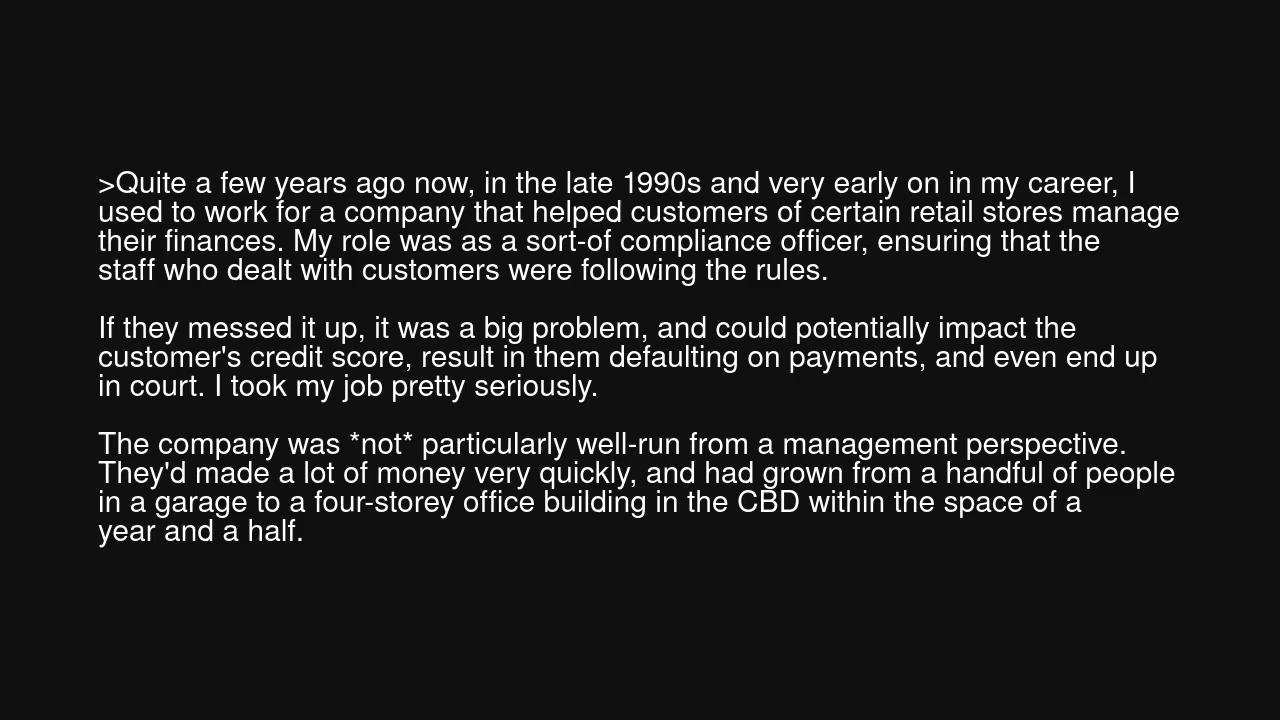 >Quite a few years ago now, in the late 1990s and very early on in my career, I
used to work for a company that helped customers of certain retail stores manage
their finances. My role was as a sort-of compliance officer, ensuring that the
staff who dealt with customers were following the rules.
If they messed it up, it was a big problem, and could potentially impact the
customer's credit score, result in them defaulting on payments, and even end up
in court. I took my job pretty seriously.
The company was *not* particularly well-run from a management perspective.
They'd made a lot of money very quickly, and had grown from a handful of people
in a garage to a four-storey office building in the CBD within the space of a
year and a half.